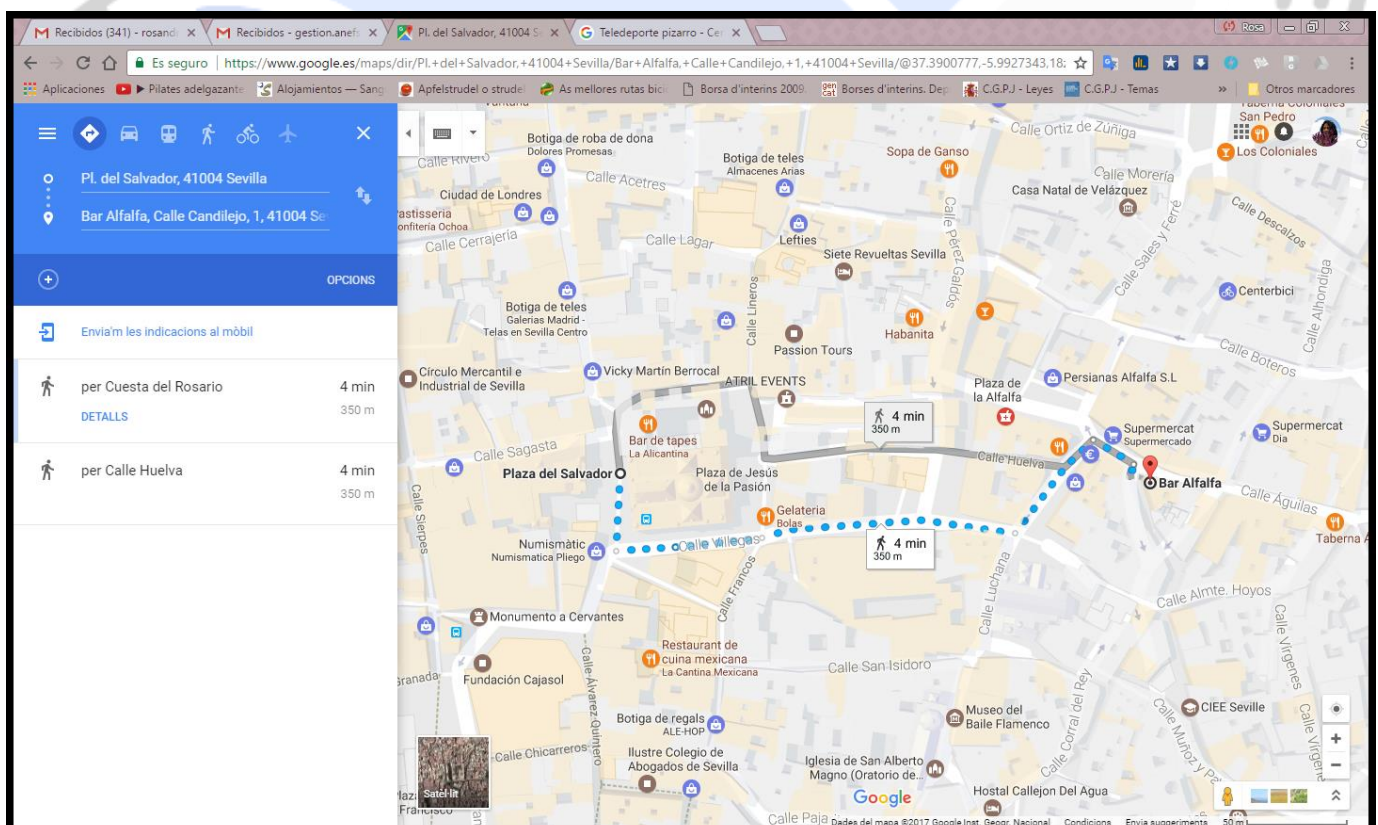 Recibidos (341) - rosand
Recibidos - gestion.anef
Pl. del Salvador, 41004 S
Teledeporte pizarro - Ce
Rosa
Es seguro
https://www.google.es/maps/dir/Pl.+del+Salvador,+41004+Sevilla/Bar+Alfalfa,+Calle+Candilejo,+1,+41004+Sevilla/@37.3900777,-5.9927343,18
Aplicaciones
Pilates adelgazante
Alojamientos — Sang
Apfelstrudel o strudel
As mellores rutas bici
Borsa d'interins 2009.
Borses d'interins. Dep
C.G.P.J - Leyes
C.G.P.J - Temas
»
Otros marcadores
Pl. del Salvador, 41004 Sevilla
Bar Alfalfa, Calle Candilejo, 1, 41004 Se
OPCIONS
Envia'm les indicacions al mòbil
per Cuesta del Rosario
4 min
DETALLS
350 m
per Calle Huelva
4 min
350 m
Taberna Coloniales
San Pedro
Calle Ortiz de Zúñiga
Botiga de roba de dona
Dolores Promesas
Los Coloniales
Calle Rivero
Botiga de teles
Almacenes Arias
Sopa de Ganso
Calle Acetres
Calle Morería
Ciudad de Londres
Casa Natal de Velázquez
Calle Descalzos
Confitería Ochoa
Calle Cerrajería
Calle Lagar
Lefties
Calle Pérez Galdós
Calle Sales y Ferré
Siete Revueltas Sevilla
Calle Alhóndiga
Centerbici
Botiga de teles
Galerias Madrid -
Telas en Sevilla Centro
Calle Lineros
Habanita
Passion Tours
Calle Boteros
Círculo Mercantil e
Industrial de Sevilla
Vicky Martín Berrocal
ATRIL EVENTS
Plaza de
la Alfalfa
Persianas Alfalfa S.L
4 min
350 m
Supermercat
Supermercado
Supermercat
Dia
Bar de tapes
La Alicantina
Calle Sagasta
Plaza del Salvador
Plaza de Jesús
de la Pasión
Calle Huelva
Bar Alfalfa
Calle Águilas
Calle Sierpes
Gelateria
Bolas
Taberna
Numismàtic
Numismatica Pliego
Calle Villegas
4 min
350 m
Calle Francos
Calle Luchana
Calle Almte. Hoyos
Monumento a Cervantes
Calle Vírgenes
Restaurant de
cuina mexicana
La Cantina Mexicana
Calle San Isidoro
Granada
Fundación Cajasol
Calle Álvarez Quintero
Calle Corral del Rey
CIEE Seville
Museo del
Baile Flamenco
Botiga de regals
ALE-HOP
Calle Muñoz y P
Calle Virgene
Calle Chicarreros
Ilustre Colegio de
Abogados de Sevilla
Iglesia de San Alberto
Magno (Oratorio de...
Satèl·lit
Google
Hostal Callejon Del Agua
Francisco
Calle Paja
Dades del mapa ©2017 Google Inst. Geogr. Nacional
Condicions
Envia suggeriments
50 m